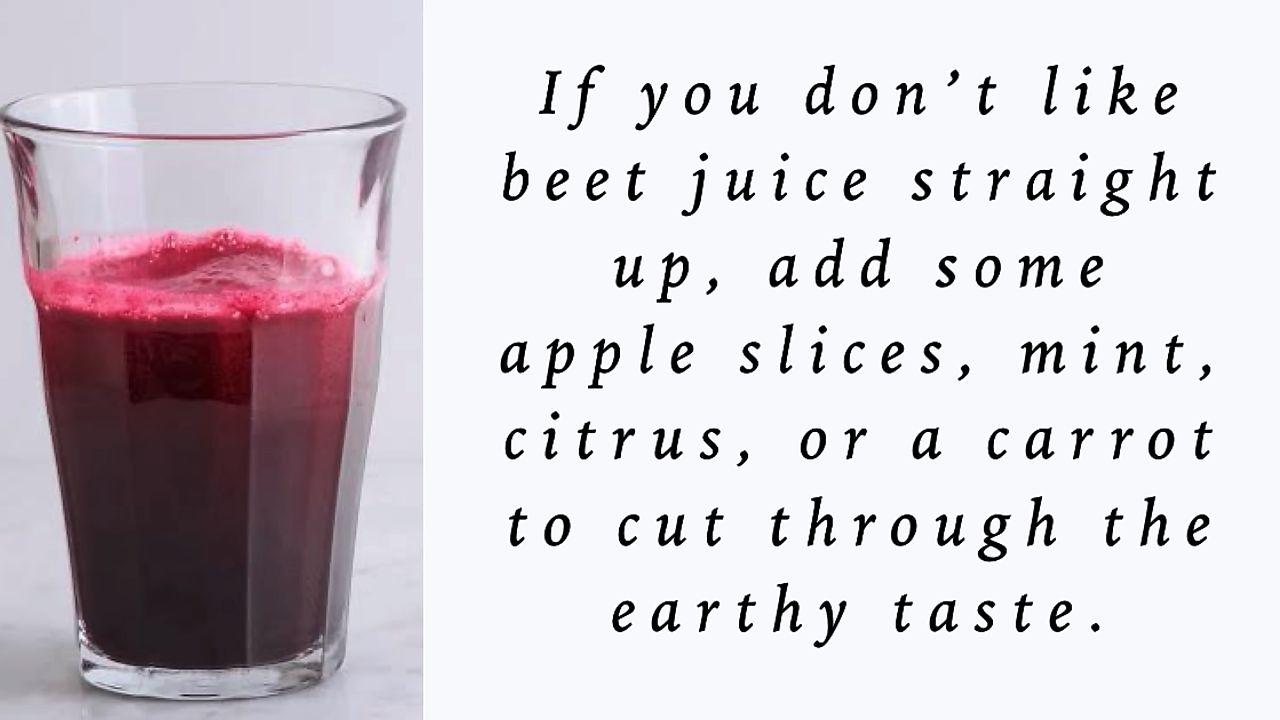 If you don’t like
beet juice straight
up, add some
apple slices, mint,
citrus, or a carrot
to cut through the
earthy taste.